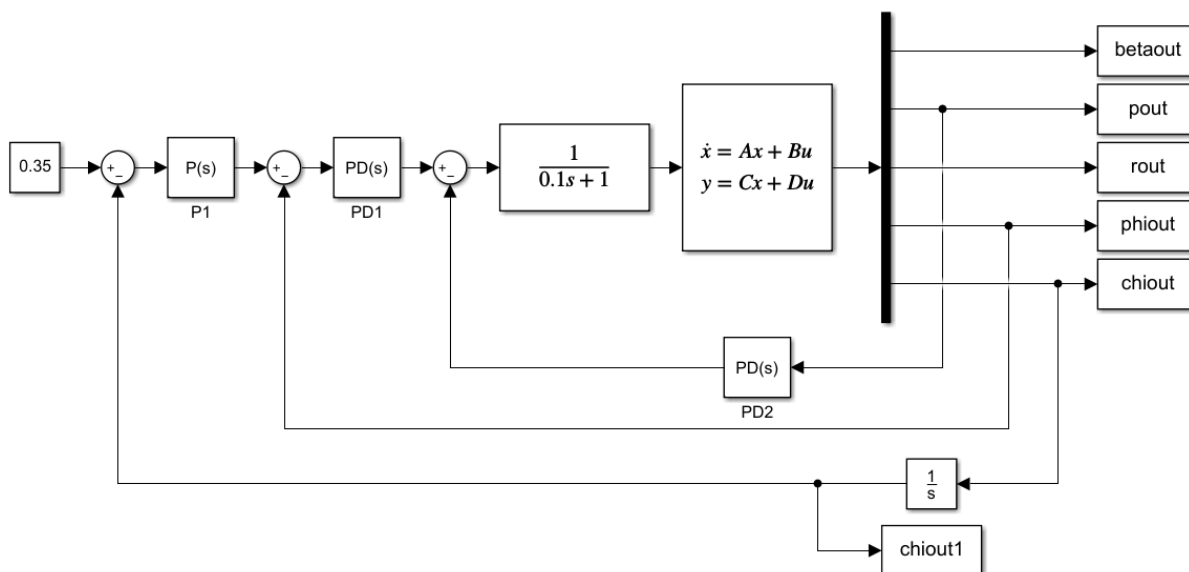 betaout
pout
0.35
+
−
P(s)
P1
+
−
PD(s)
PD1
+
−
1
0.1s + 1
ẋ = Ax + Bu
y = Cx + Du
rout
phiout
chiout
PD(s)
PD2
1
s
chiout1